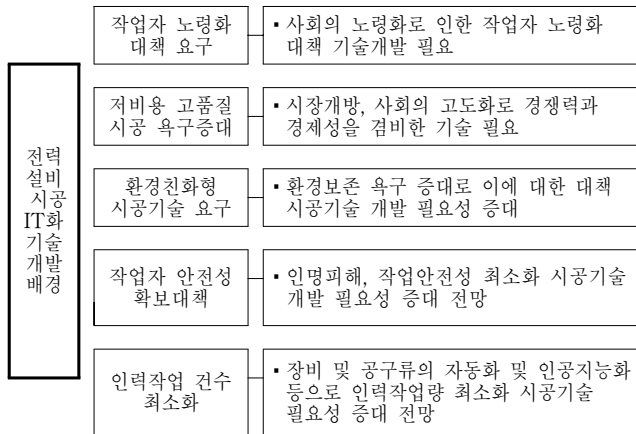 전력
설비
시공
IT화
기술
개발
배경
작업자 노령화
대책 요구
▪ 사회의 노령화로 인한 작업자 노령화
대책 기술개발 필요
저비용 고품질
시공 욕구증대
▪ 시장개방, 사회의 고도화로 경쟁력과
경제성을 겸비한 기술 필요
환경친화형
시공기술 요구
▪ 환경보존 욕구 증대로 이에 대한 대책
시공기술 개발 필요성 증대
작업자 안전성
확보대책
▪ 인명피해, 작업안전성 최소화 시공기술
개발 필요성 증대 전망
인력작업 건수
최소화
▪ 장비 및 공구류의 자동화 및 인공지능화
등으로 인력작업량 최소화 시공기술
필요성 증대 전망